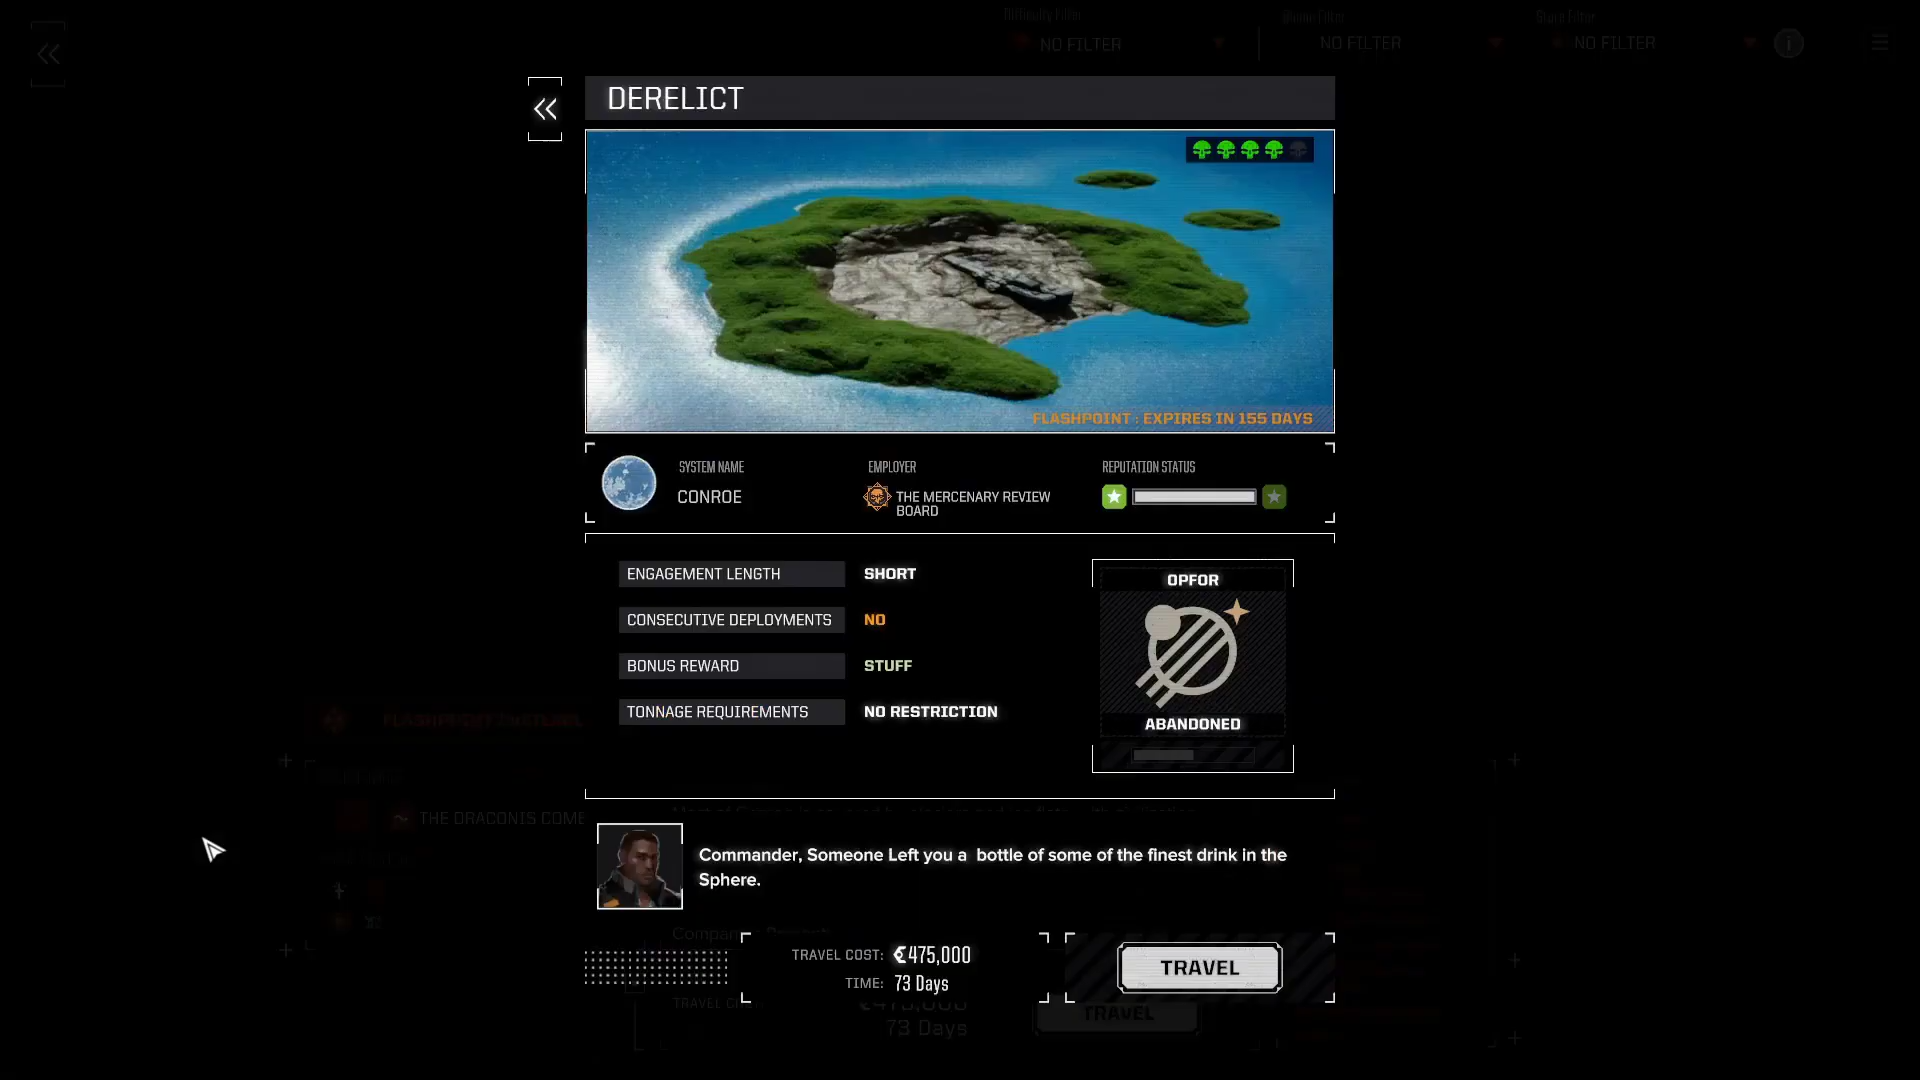 Difficulty Filter
NO FILTER
NO FILTER
NO FILTER
DERELICT
FLASHPOINT : EXPIRES IN 155 DAYS
SYSTEM NAME
CONROE
EMPLOYER
THE MERCENARY REVIEW
BOARD
REPUTATION STATUS
ENGAGEMENT LENGTH
SHORT
CONSECUTIVE DEPLOYMENTS
NO
BONUS REWARD
STUFF
TONNAGE REQUIREMENTS
NO RESTRICTION
OPFOR
ABANDONED
THE DRACONIS COME
Commander, Someone Left you a bottle of some of the finest drink in the
Sphere.
TRAVEL COST:
₡475,000
TIME:
73 Days
TRAVEL
TRAVEL
73 Days